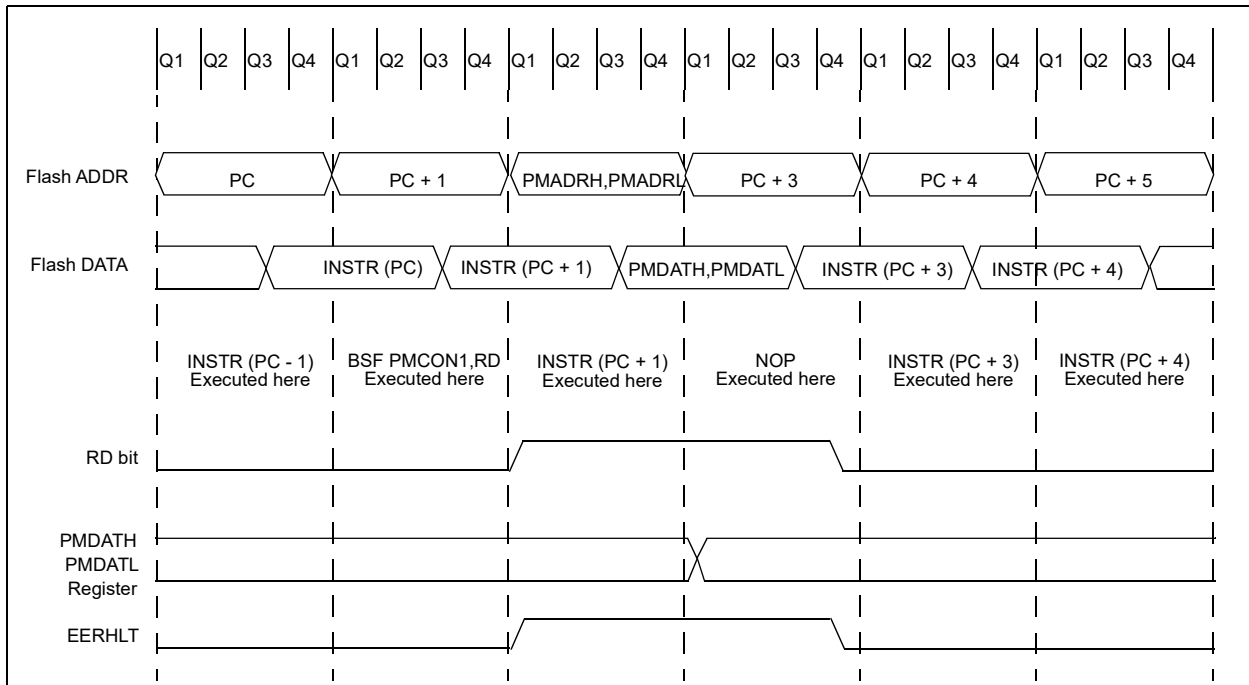 Q1 Q2 Q3 Q4 Q1 Q2 Q3 Q4 Q1 Q2 Q3 Q4 Q1 Q2 Q3 Q4 Q1 Q2 Q3 Q4 Q1 Q2 Q3 Q4
Flash ADDR PC PC + 1 PMADRH,PMADRL PC + 3 PC + 4 PC + 5
Flash DATA INSTR (PC) INSTR (PC + 1) PMDATH,PMDATL INSTR (PC + 3) INSTR (PC + 4)
INSTR (PC - 1) BSF PMCON1,RD INSTR (PC + 1) NOP INSTR (PC + 3) INSTR (PC + 4)
Executed here Executed here Executed here Executed here Executed here Executed here
RD bit
PMDATH
PMDATL
Register
EERHLT